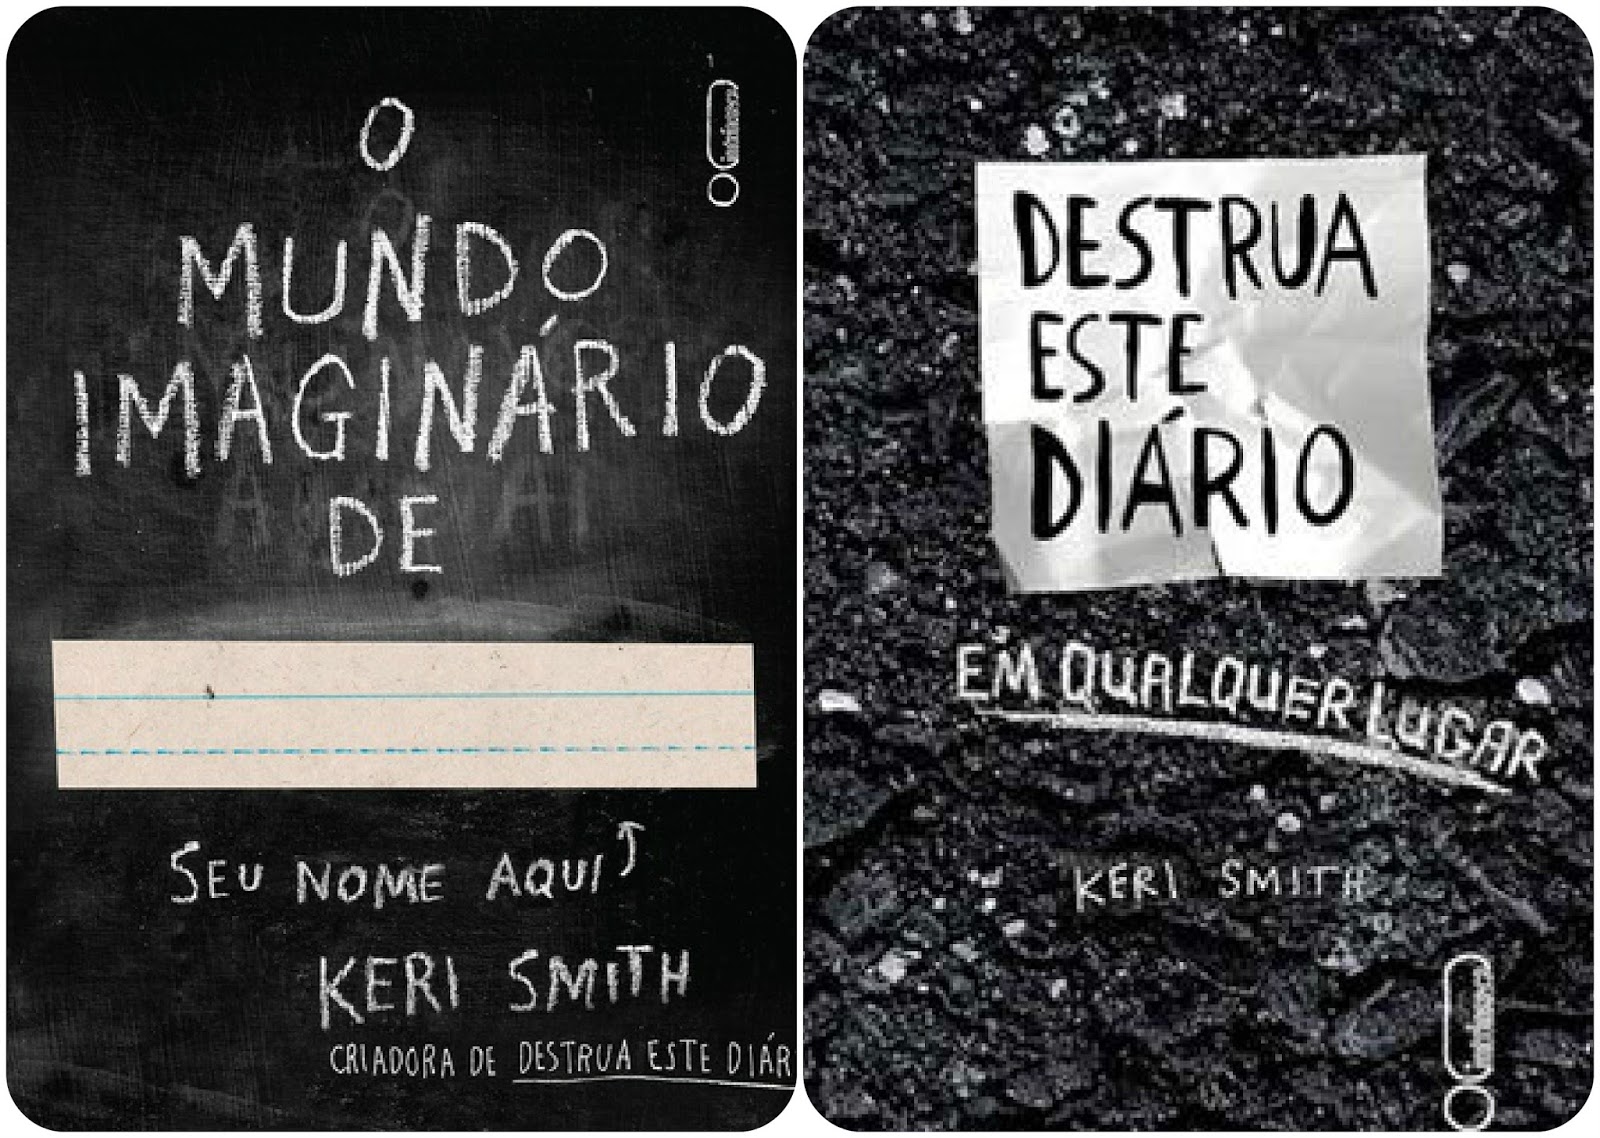 O
MUNDO
IMAGINÁRIO
DE
SEU NOME AQUI
KERI SMITH
CRIADORA DE DESTRUA ESTE DIÁR
DESTRUA
ESTE
DIÁRIO
EM QUALQUER LUGAR
KERI SMITH